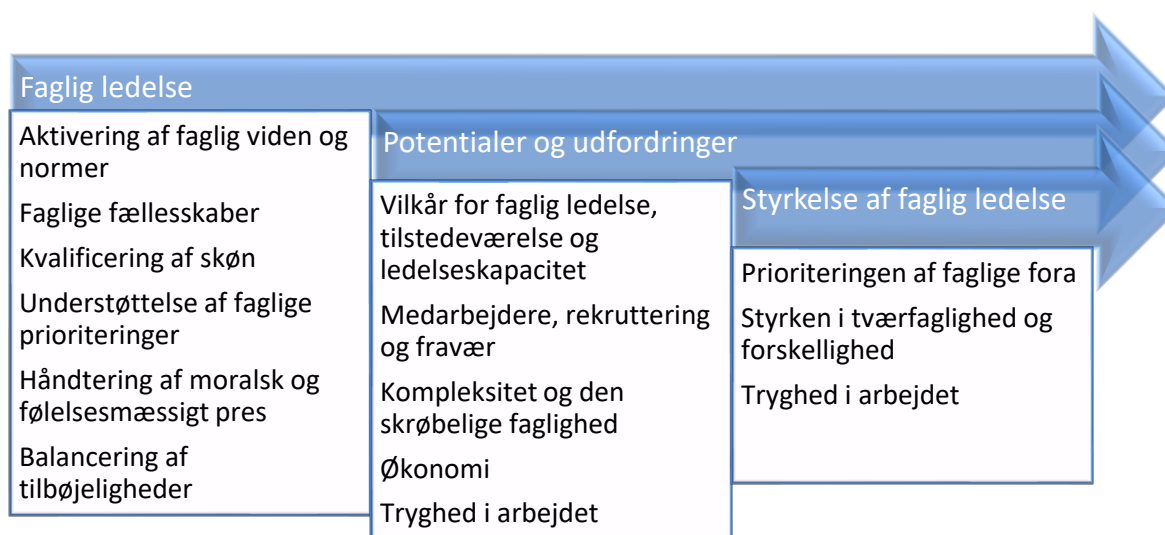 Faglig ledelse
Aktivering af faglig viden og
normer
Faglige fællesskaber
Kvalificering af skøn
Understøttelse af faglige
prioriteringer
Håndtering af moralsk og
følelsesmæssigt pres
Balancering af
tilbøjeligheder
Potentialer og udfordringer
Vilkår for faglig ledelse,
tilstedeværelse og
ledelseskapacitet
Medarbejdere, rekruttering
og fravær
Kompleksitet og den
skrøbelige faglighed
Økonomi
Tryghed i arbejdet
Styrkelse af faglig ledelse
Prioriteringen af faglige fora
Styrken i tværfaglighed og
forskellighed
Tryghed i arbejdet